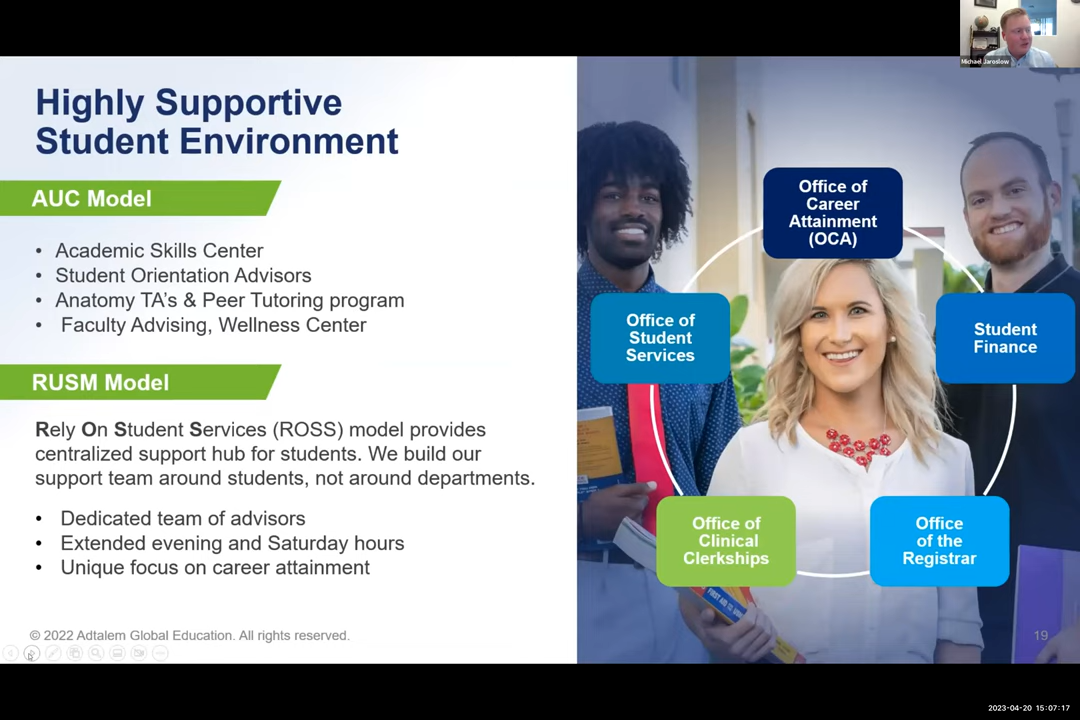 Michael Jaroslow
Highly Supportive
Student Environment
AUC Model
• Academic Skills Center
• Student Orientation Advisors
• Anatomy TA's & Peer Tutoring program
• Faculty Advising, Wellness Center
RUSM Model
Rely On Student Services (ROSS) model provides
centralized support hub for students. We build our
support team around students, not around departments.
• Dedicated team of advisors
• Extended evening and Saturday hours
• Unique focus on career attainment
© 2022 Adtalem Global Education. All rights reserved.
Office of
Career
Attainment
(OCA)
Office of
Student
Services
Student
Finance
Office of
Clinical
Clerkships
Office
of the
Registrar
FIRST AID
19
2023-04-20 15:07:17